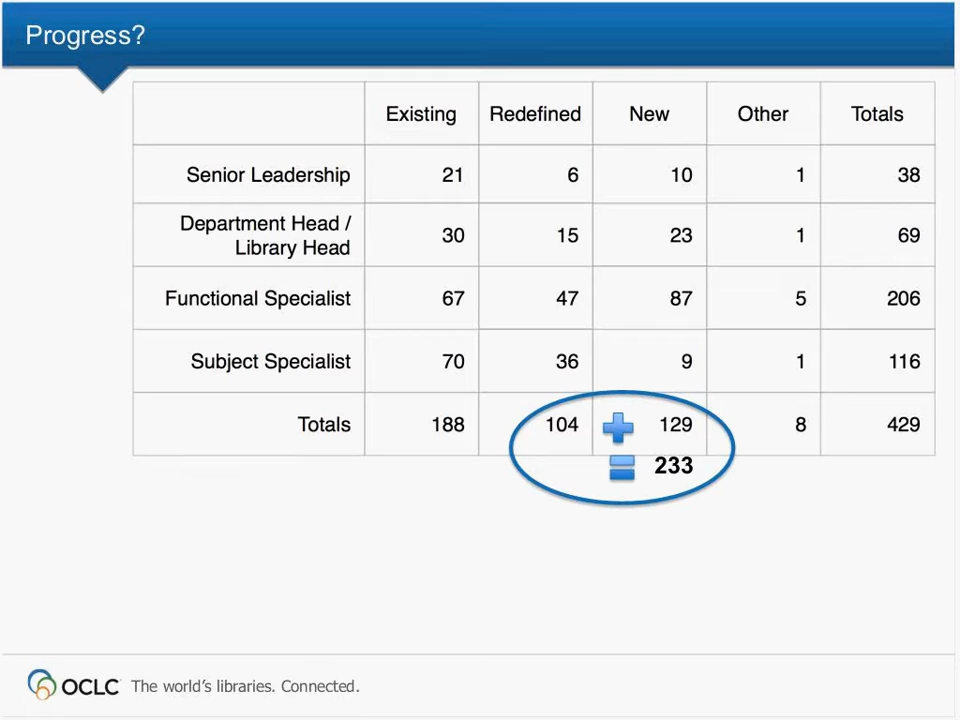 Progress?
Existing Redefined New Other Totals
Senior Leadership 21 6 10 1 38
Department Head /
Library Head 30 15 23 1 69
Functional Specialist 67 47 87 5 206
Subject Specialist 70 36 9 1 116
Totals 188 104 + 129 8 429
= 233
OCLC The world's libraries. Connected.